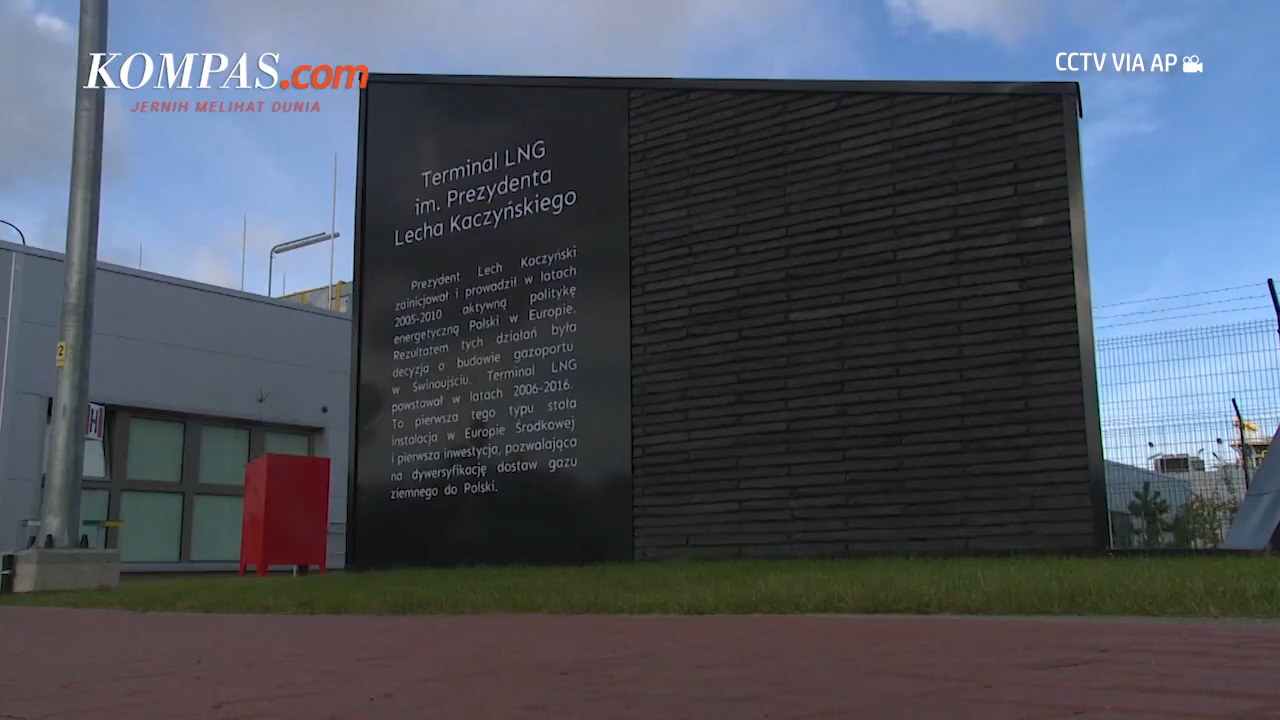 KOMPAS.com
JERNIH MELIHAT DUNIA
CCTV VIA AP
Terminal LNG
im. Prezydenta
Lecha Kaczyńskiego
Prezydent Lech Kaczyński
zainicjował i prowadził w latach
2005-2010 aktywną politykę
energetyczną Polski w Europie.
Rezultatem tych działań była
decyzja o budowie gazoportu
w Świnoujściu. Terminal LNG
powstawał w latach 2006-2016.
To pierwsza tego typu stała
instalacja w Europie Środkowej
i pierwsza inwestycja, pozwalająca
na dywersyfikację dostaw gazu
ziemnego do Polski.
2
H